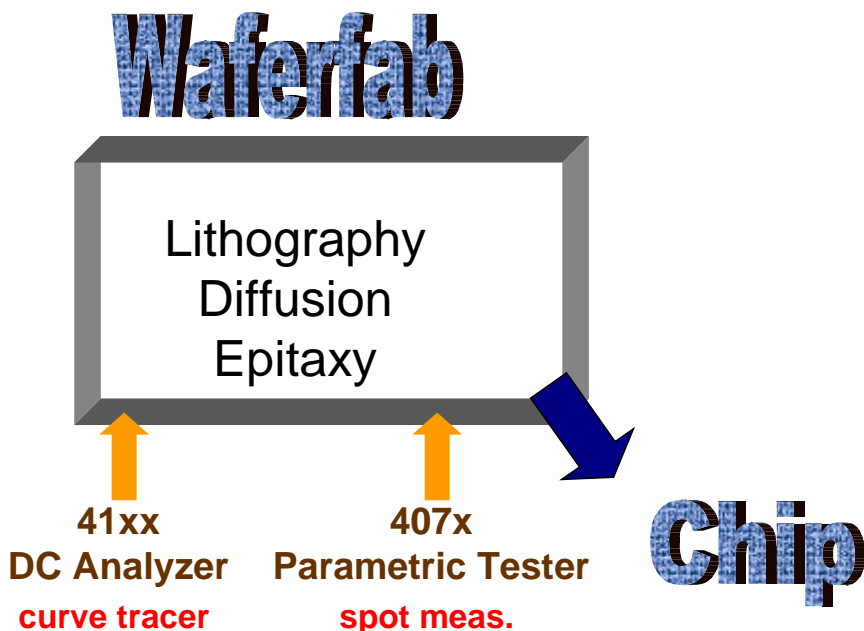 Waferfab
Lithography
Diffusion
Epitaxy
41xx
DC Analyzer
curve tracer
407x
Parametric Tester
spot meas.
Chip